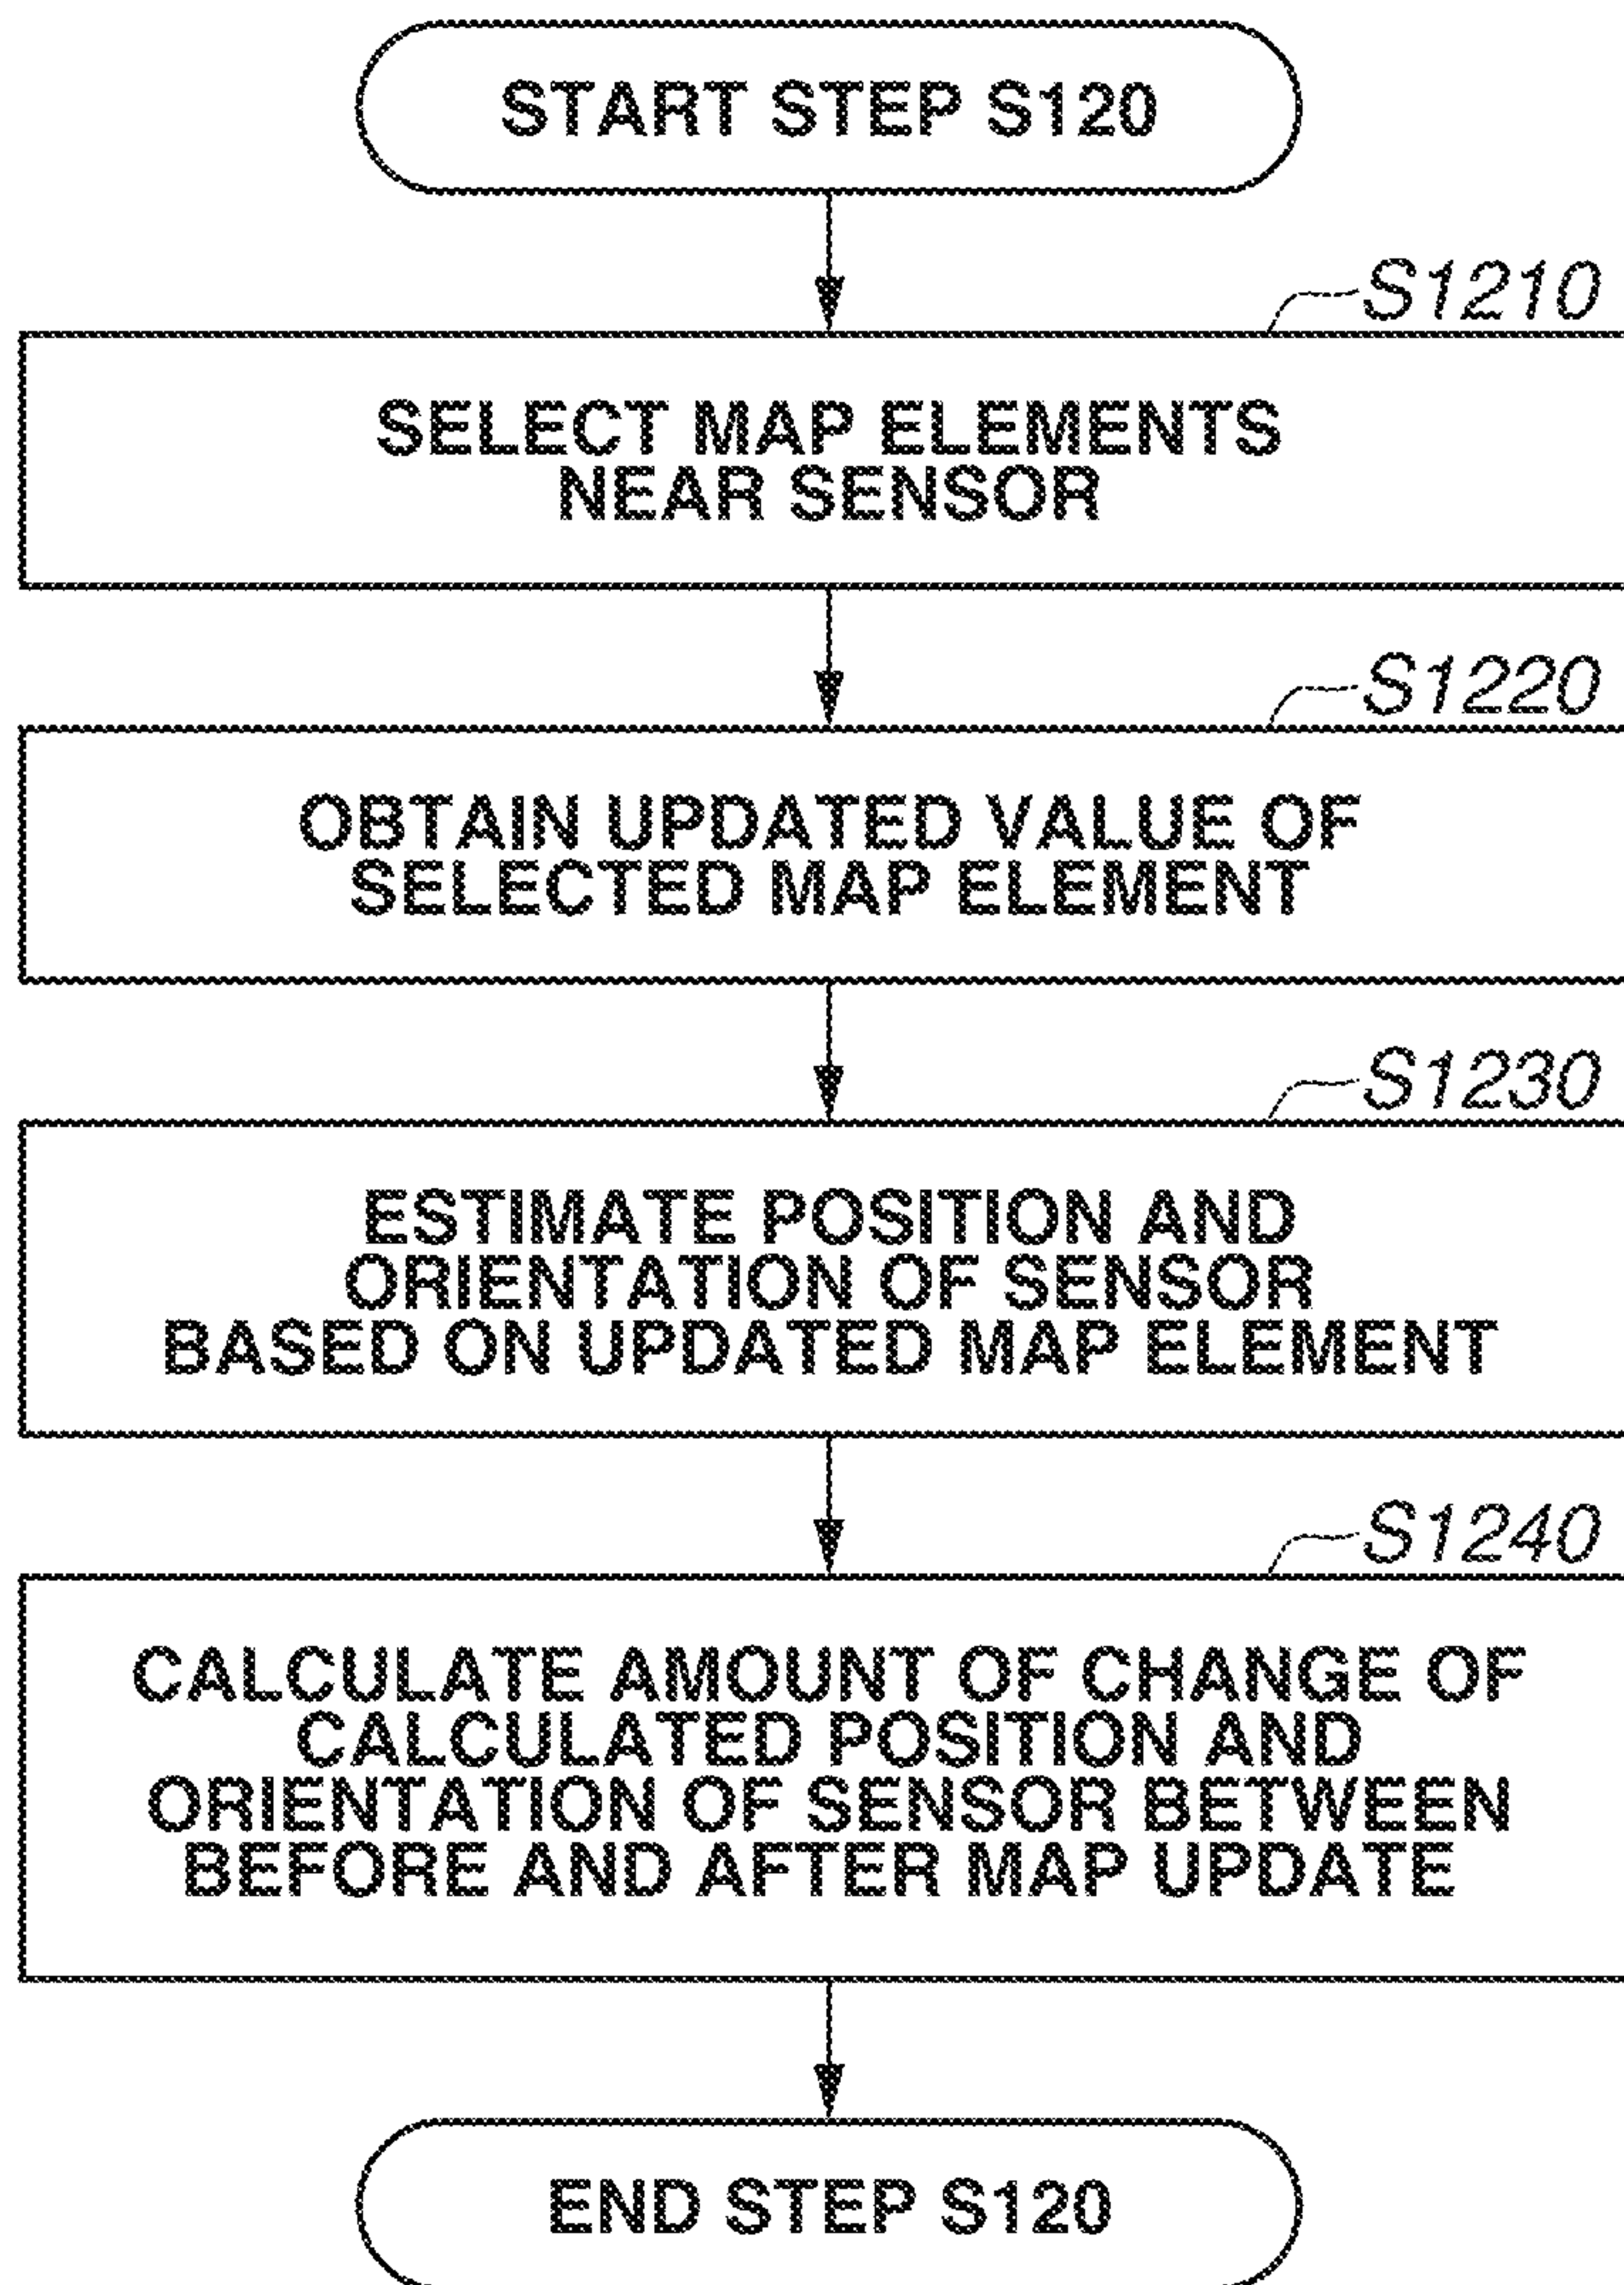 START STEP S120
S1210
SELECT MAP ELEMENTS
NEAR SENSOR
S1220
OBTAIN UPDATED VALUE OF
SELECTED MAP ELEMENT
S1230
ESTIMATE POSITION AND
ORIENTATION OF SENSOR
BASED ON UPDATED MAP ELEMENT
S1240
CALCULATE AMOUNT OF CHANGE OF
CALCULATED POSITION AND
ORIENTATION OF SENSOR BETWEEN
BEFORE AND AFTER MAP UPDATE
END STEP S120